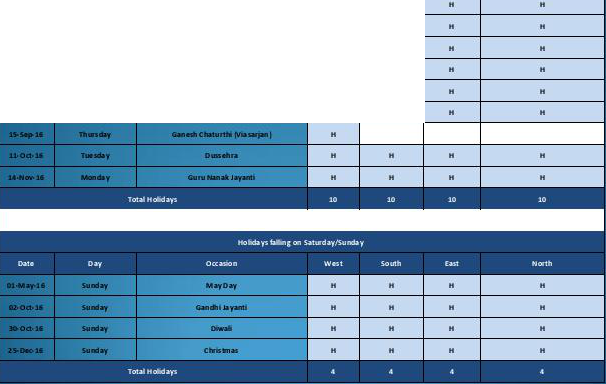 H H
H H
H H
H H
H H
H H
15-Sep-16 Thursday Ganesh Chaturthi (Viasarjan) H
11-Oct-16 Tuesday Dussehra H H H H
14-Nov-16 Monday Guru Nanak Jayanti H H H H
Total Holidays 10 10 10 10
Holidays falling on Saturday/Sunday
Date Day Occasion West South East North
01-May-16 Sunday May Day H H H H
02-Oct-16 Sunday Gandhi Jayanti H H H H
30-Oct-16 Sunday Diwali H H H H
25-Dec-16 Sunday Christmas H H H H
Total Holidays 4 4 4 4